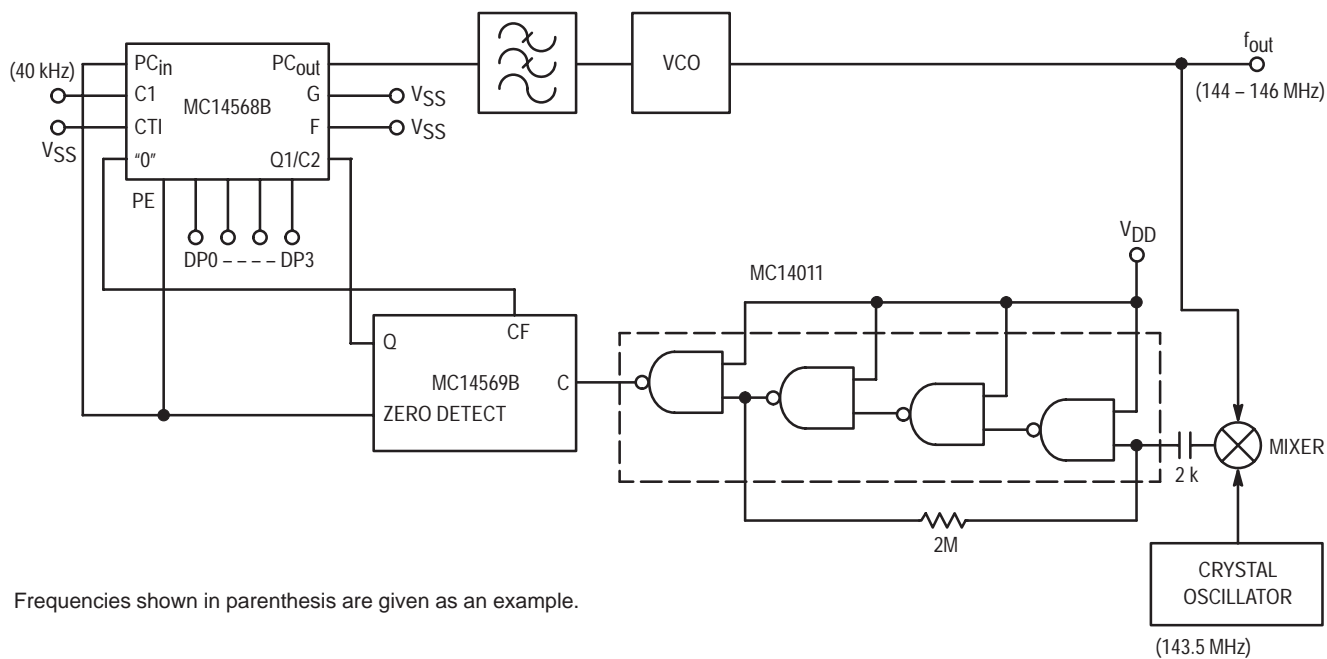 PCin PCout
(40 kHz)
C1 G VSS
MC14568B
CTI F VSS
VSS
"0" Q1/C2
PE
DP0 – – – – DP3
VCO
fout
(144 – 146 MHz)
VDD
MC14011
CF
Q
MC14569B C
ZERO DETECT
MIXER
2 k
2M
CRYSTAL
OSCILLATOR
(143.5 MHz)
Frequencies shown in parenthesis are given as an example.